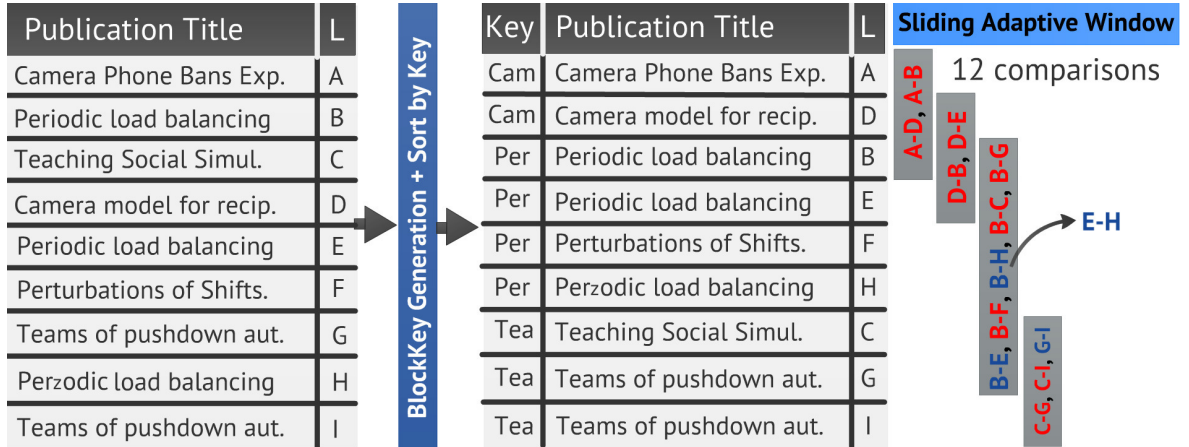 Publication Title L
Camera Phone Bans Exp. A
Periodic load balancing B
Teaching Social Simul. C
Camera model for recip. D
Periodic load balancing E
Perturbations of Shifts. F
Teams of pushdown aut. G
Perzodic load balancing H
Teams of pushdown aut. I
BlockKey Generation + Sort by Key
Key Publication Title L
Cam Camera Phone Bans Exp. A
Cam Camera model for recip. D
Per Periodic load balancing B
Per Periodic load balancing E
Per Perturbations of Shifts. F
Per Perzodic load balancing H
Tea Teaching Social Simul. C
Tea Teams of pushdown aut. G
Tea Teams of pushdown aut. I
Sliding Adaptive Window
12 comparisons
A-D, A-B
D-B, D-E
B-E, B-F, B-H, B-C, B-G
E-H
C-G, C-I, G-I